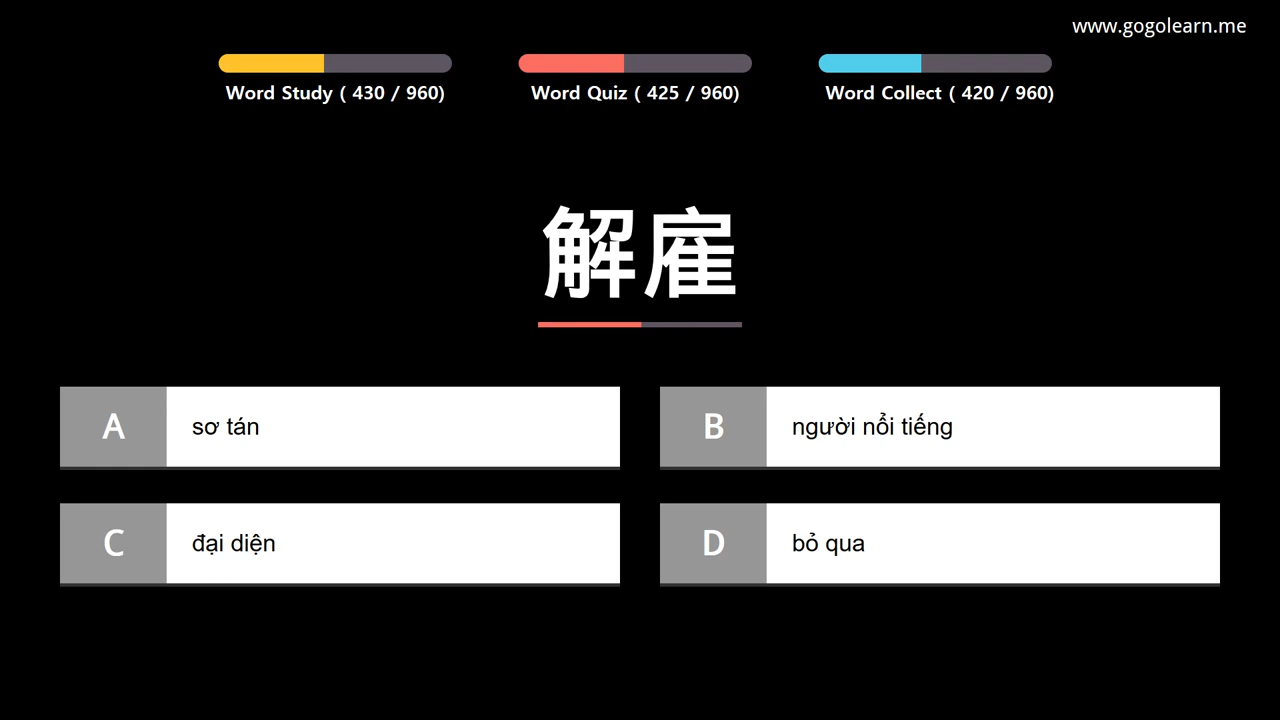 www.gogolearn.me
Word Study ( 430 / 960)
Word Quiz ( 425 / 960)
Word Collect ( 420 / 960)
解雇
A sơ tán
B người nổi tiếng
C đại diện
D bỏ qua